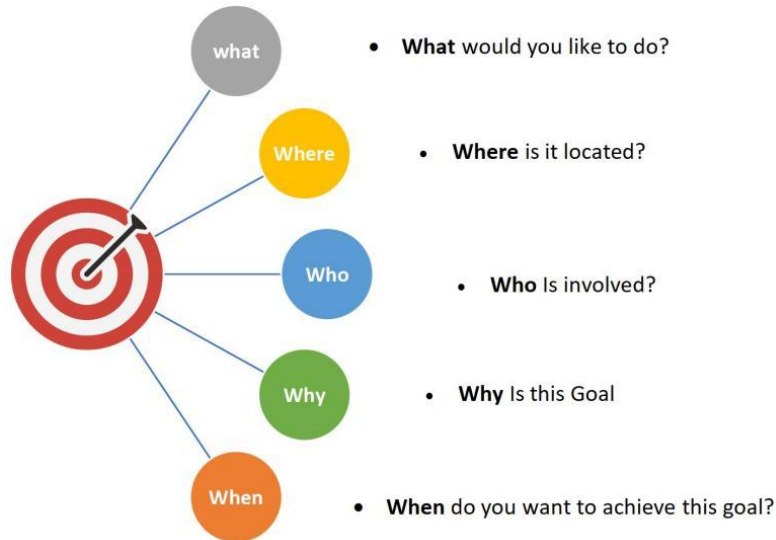 what
What would you like to do?
Where
Where is it located?
Who
Who Is involved?
Why
Why Is this Goal
When
When do you want to achieve this goal?